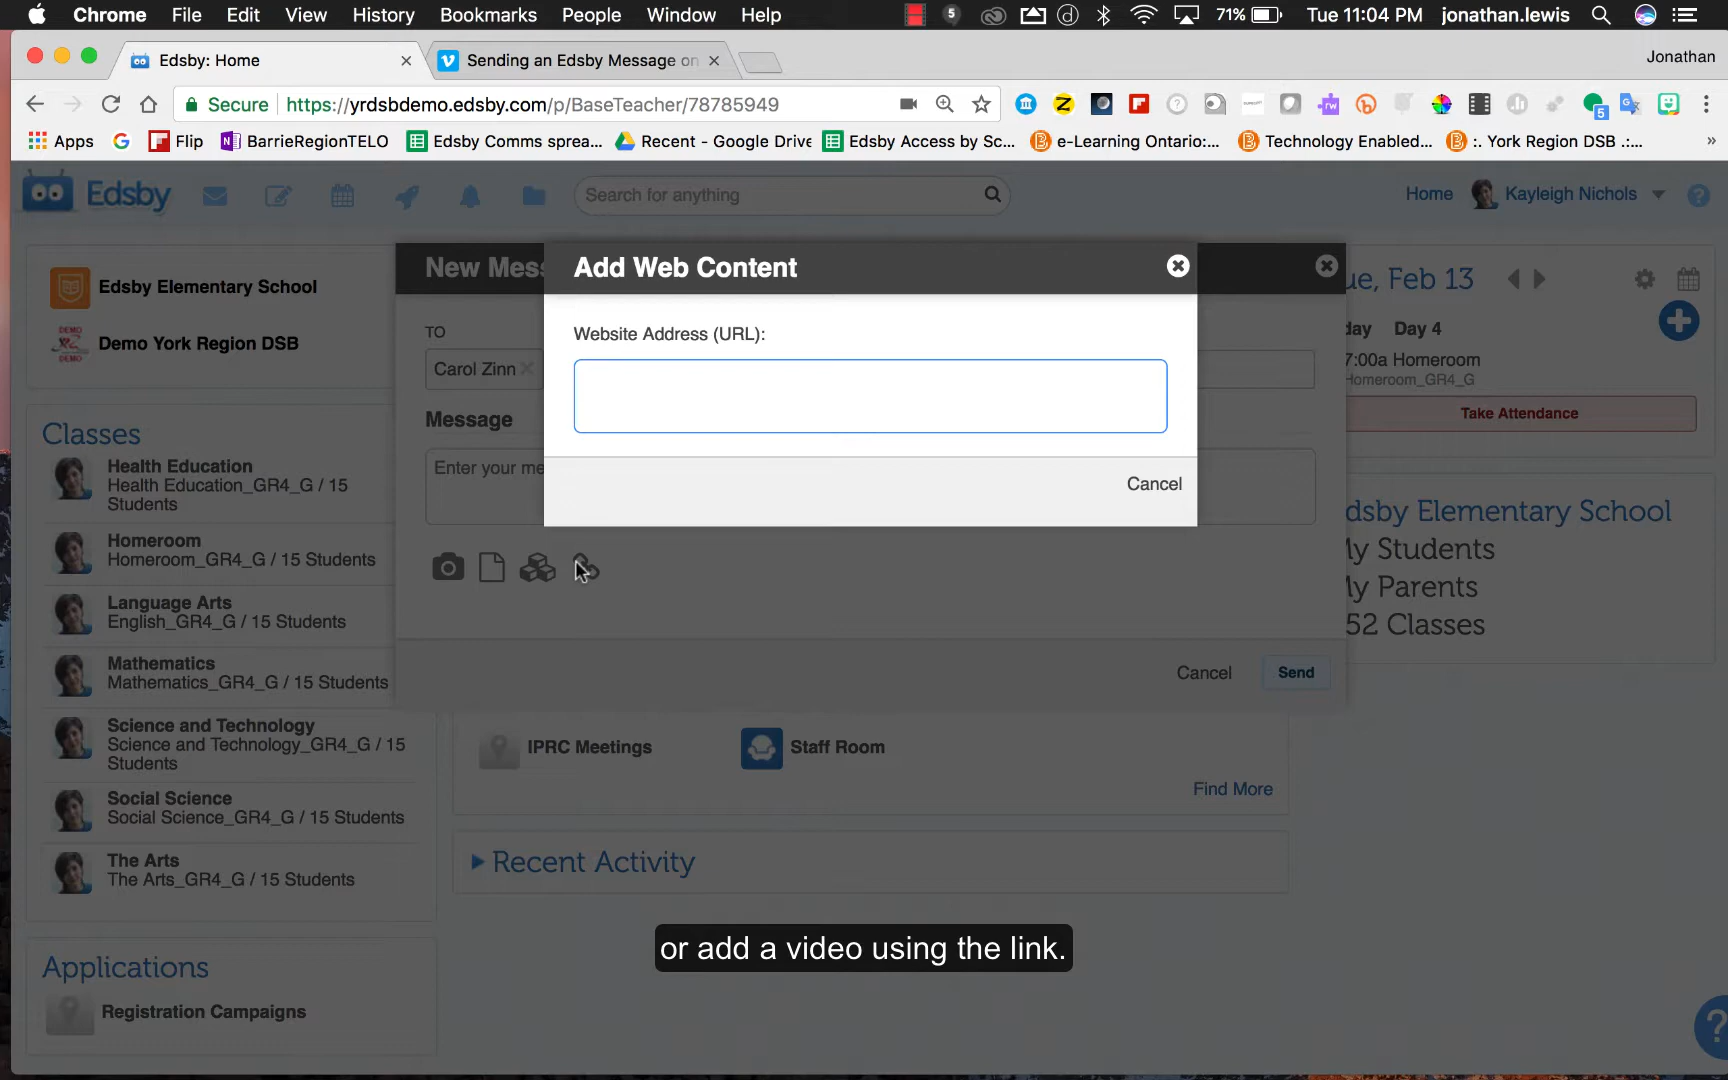 Chrome File Edit View History Bookmarks People Window Help 5 71% Tue 11:04 PM jonathan.lewis
Edsby: Home
Sending an Edsby Message on
Jonathan
Secure https://yrdsbdemo.edsby.com/p/BaseTeacher/78785949
Apps Flip BarrieRegionTELO Edsby Comms sprea... Recent - Google Drive Edsby Access by Sc... e-Learning Ontario:... Technology Enabled... :. York Region DSB .:... »
Edsby
Search for anything
Home Kayleigh Nichols
Edsby Elementary School
Demo York Region DSB
Classes
Health Education
Health Education_GR4_G / 15
Students
Homeroom
Homeroom_GR4_G / 15 Students
Language Arts
English_GR4_G / 15 Students
Mathematics
Mathematics_GR4_G / 15 Students
Science and Technology
Science and Technology_GR4_G / 15
Students
Social Science
Social Science_GR4_G / 15 Students
The Arts
The Arts_GR4_G / 15 Students
Applications
Registration Campaigns
New Mess
TO
Carol Zinn
Message
Enter your me
Cancel
Send
Add Web Content
Website Address (URL):
Cancel
IPRC Meetings
Staff Room
Find More
Recent Activity
ue, Feb 13
day Day 4
7:00a Homeroom
Homeroom_GR4_G
Take Attendance
dsby Elementary School
My Students
My Parents
52 Classes
or add a video using the link.